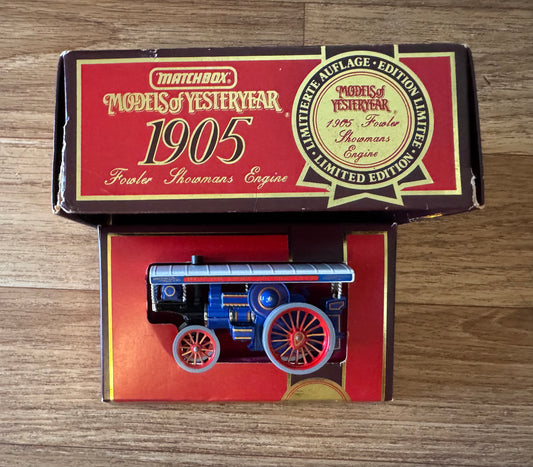 MATCHBOX®
MODELS of YESTERYEAR®
1905
Fowler Showmans Engine
LIMITIERTE AUFLAGE • EDITION LIMITEE • LIMITED EDITION •
MODELS of
YESTERYEAR®
1905 Fowler
Showmans
Engine